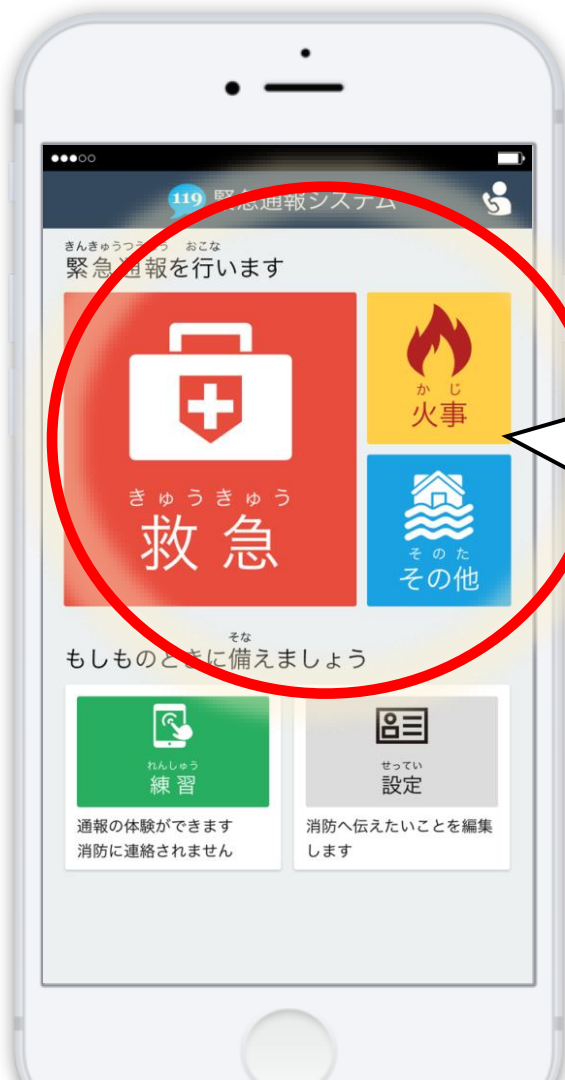 119 緊急通報システム
きんきゅうつうほう おこな
緊急通報を行います
きゅうきゅう
救急
かじ
火事
そのた
その他
そな
もしものときに備えましょう
れんしゅう
練習
通報の体験ができます
消防に連絡されません
せってい
設定
消防へ伝えたいことを編集
します